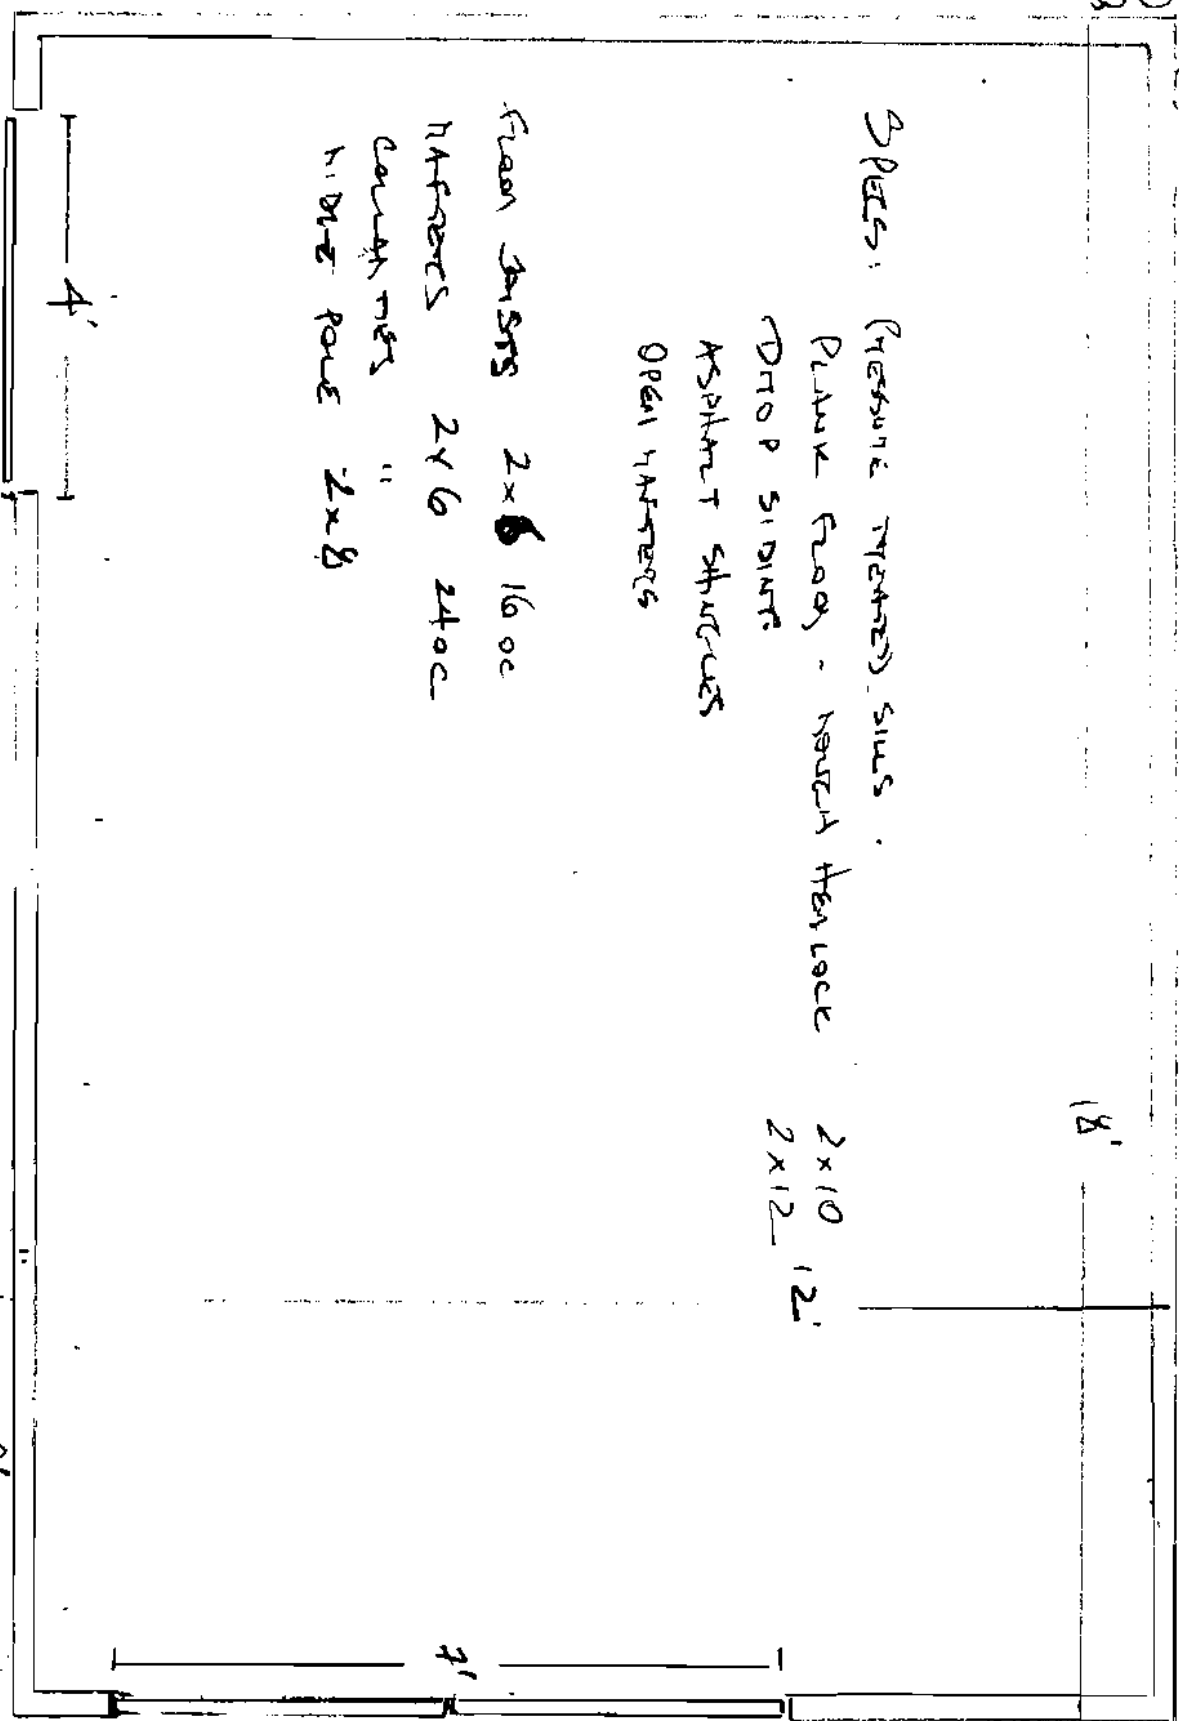 18'
SPECS: PRESSURE TREATED SILLS.
PLANK FLOOR - ROUGH HEMLOCK 2x10
DROP SIDING 2x12 12'
ASPHALT SHINGLES
OPEN RAFTERS
FLOOR JOISTS 2x6 16 oc
RAFTERS 2x6 24 oc
COLLAR TIES "
RIDGE POLE 2x8
4'
7'